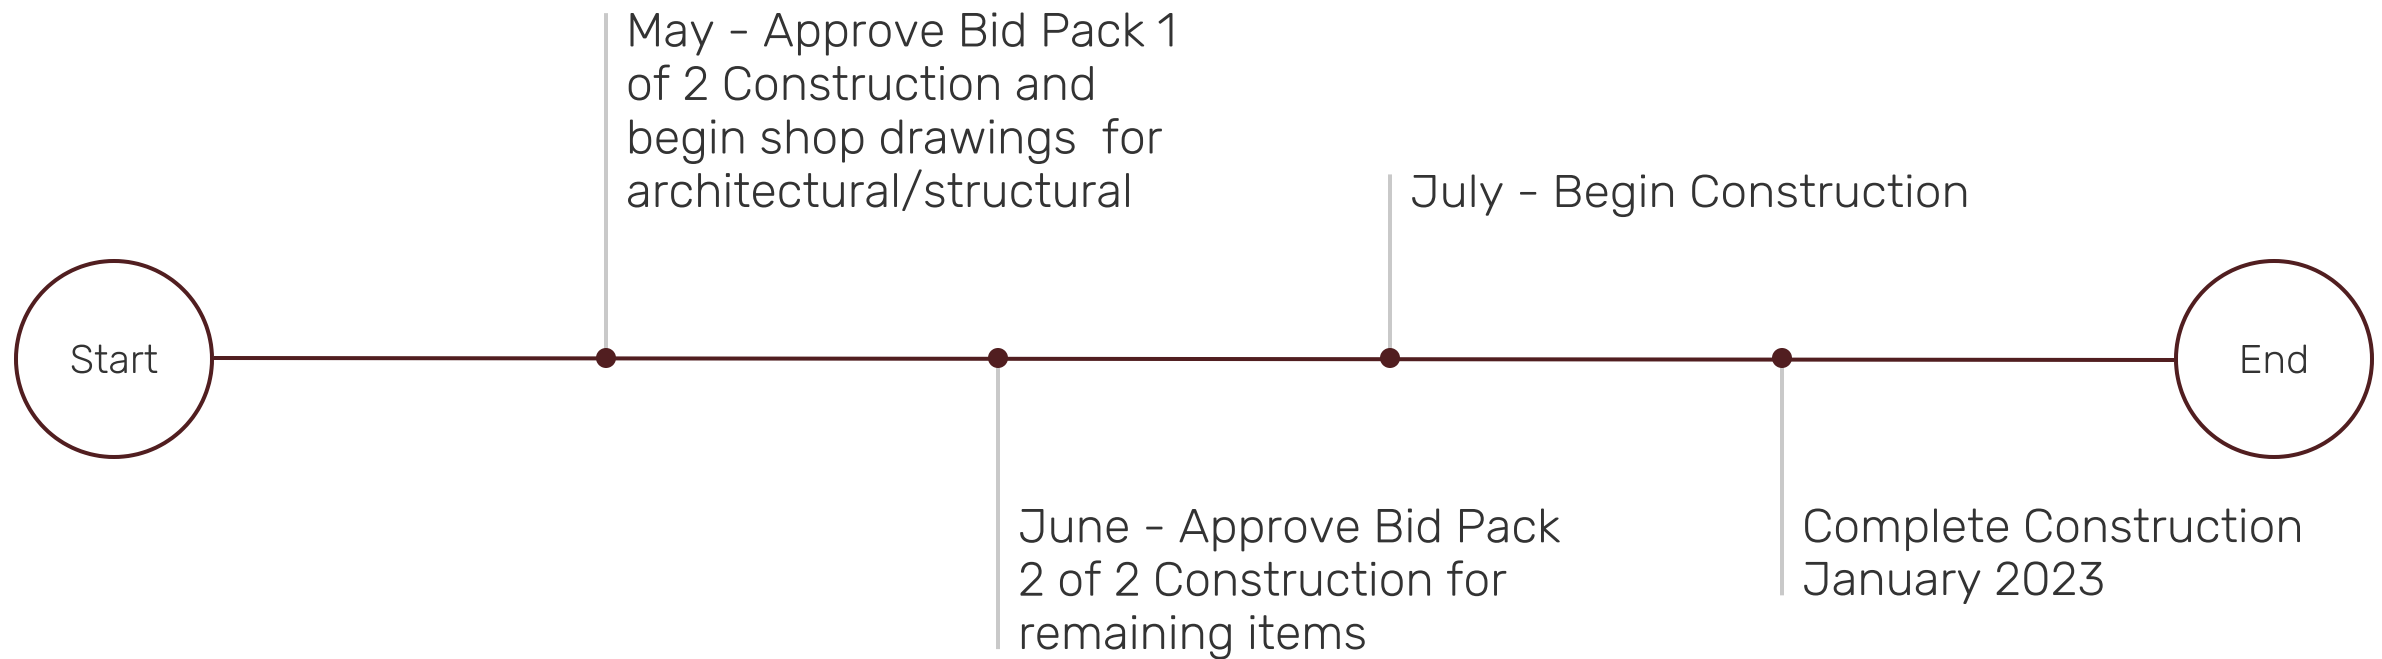 May - Approve Bid Pack 1
of 2 Construction and
begin shop drawings  for
architectural/structural
July - Begin Construction
Start
End
June - Approve Bid Pack
2 of 2 Construction for
remaining items
Complete Construction
January 2023